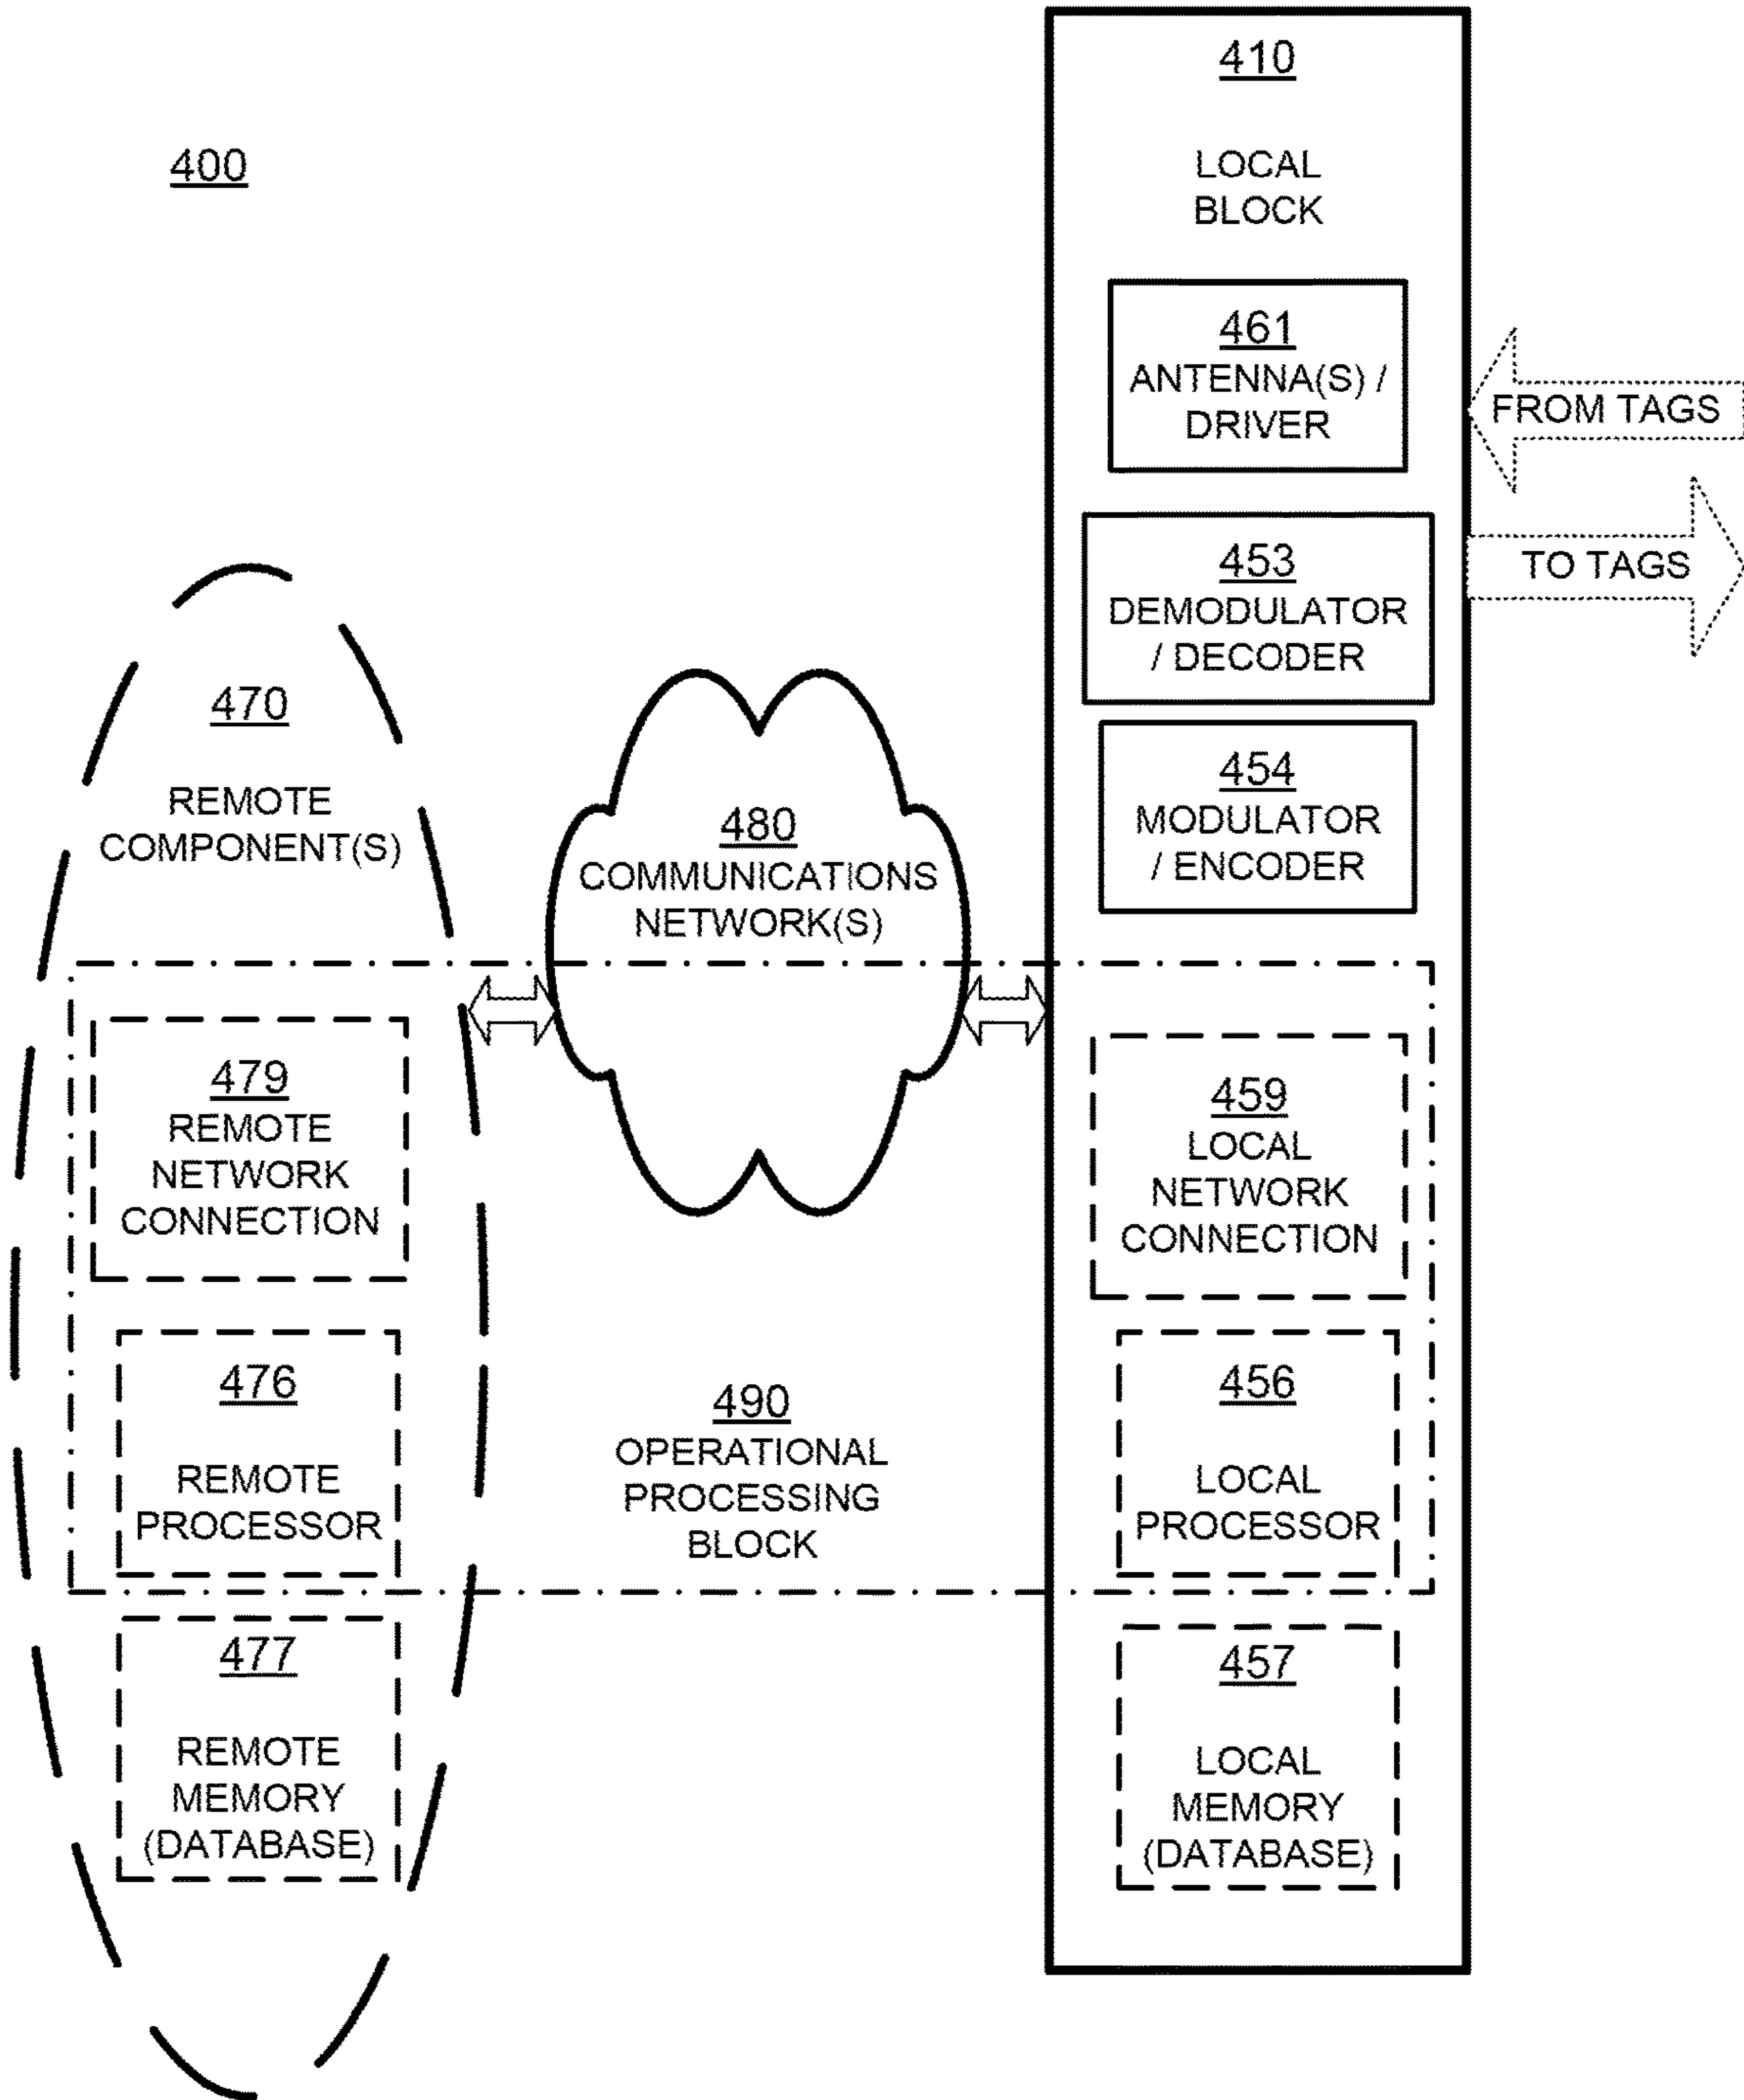 400
410
LOCAL
BLOCK
461
ANTENNA(S) /
DRIVER
FROM TAGS
453
DEMODULATOR
/ DECODER
TO TAGS
454
MODULATOR
/ ENCODER
470
REMOTE
COMPONENT(S)
480
COMMUNICATIONS
NETWORK(S)
479
REMOTE
NETWORK
CONNECTION
459
LOCAL
NETWORK
CONNECTION
476
REMOTE
PROCESSOR
490
OPERATIONAL
PROCESSING
BLOCK
456
LOCAL
PROCESSOR
477
REMOTE
MEMORY
(DATABASE)
457
LOCAL
MEMORY
(DATABASE)